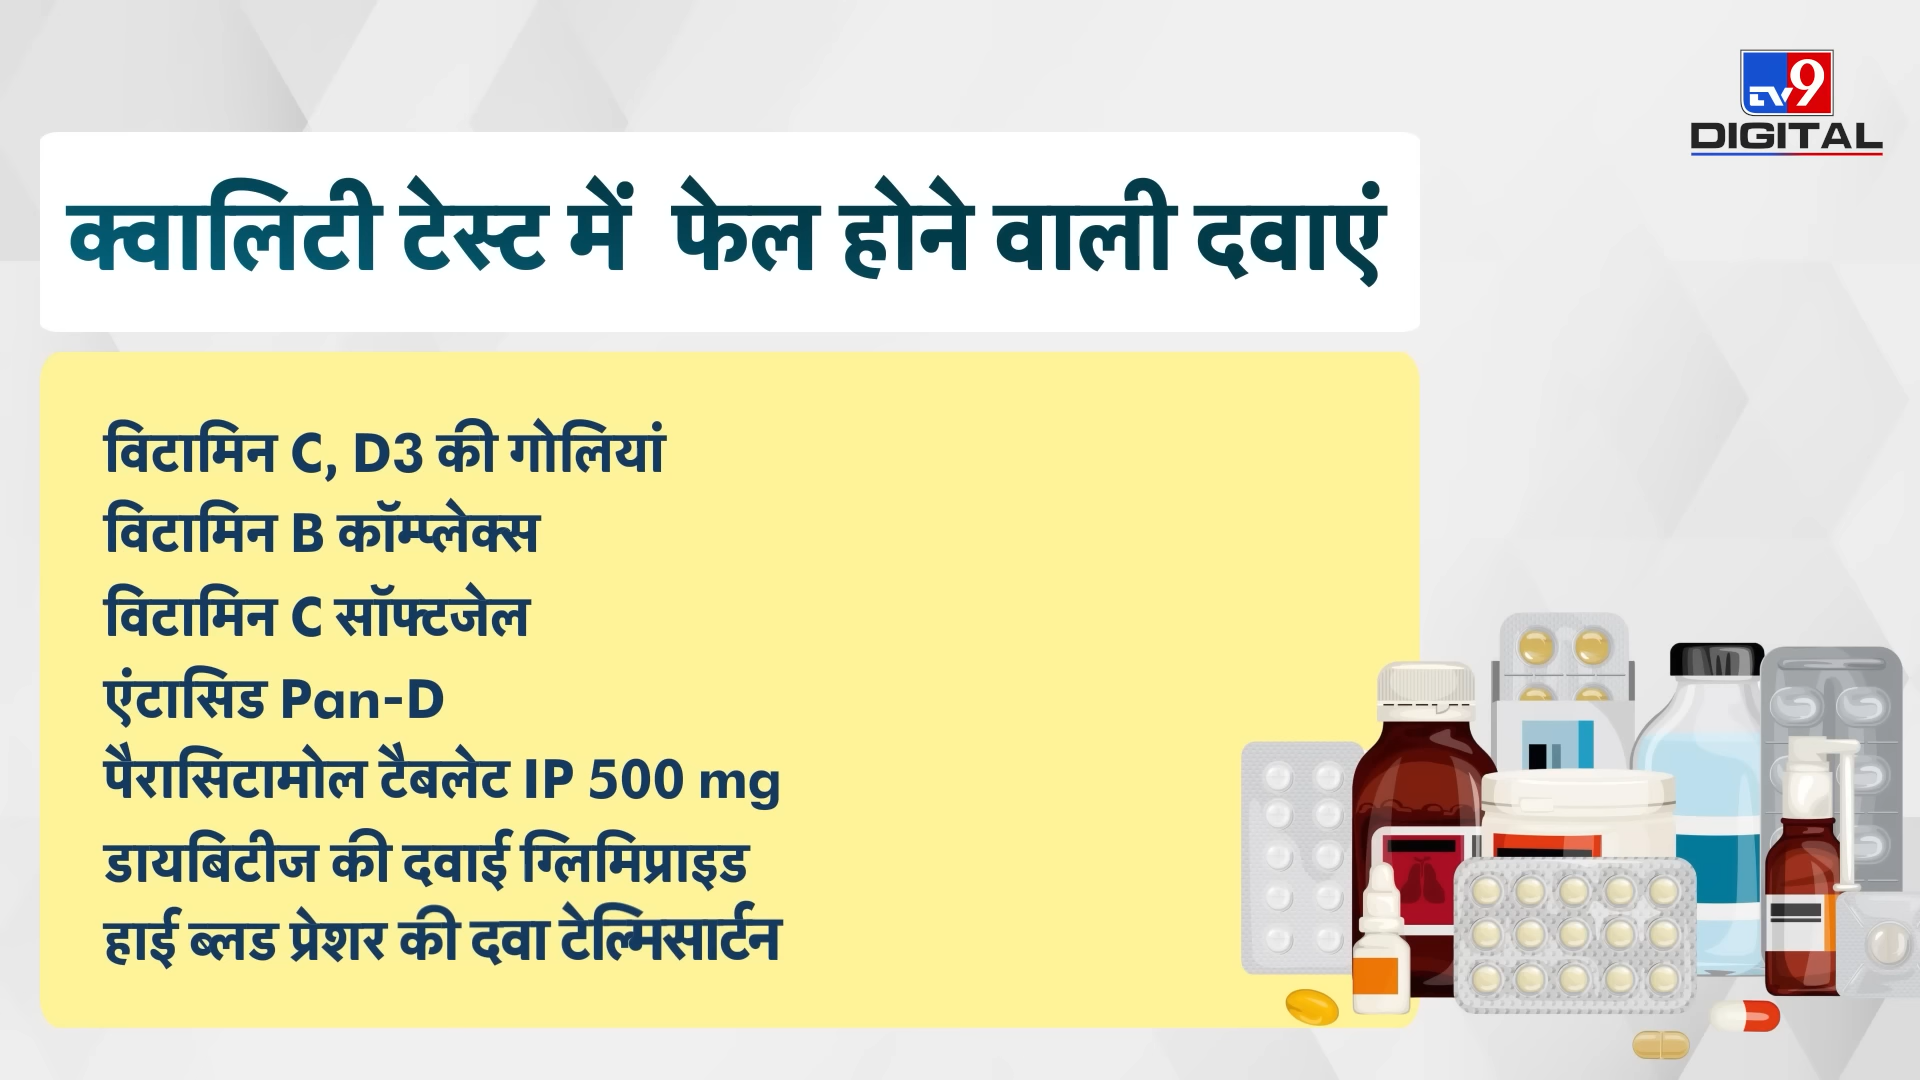 TV9
DIGITAL
क्वालिटी टेस्ट में फेल होने वाली दवाएं
विटामिन C, D3 की गोलियां
विटामिन B कॉम्प्लेक्स
विटामिन C सॉफ्टजेल
एंटासिड Pan-D
पैरासिटामोल टैबलेट IP 500 mg
डायबिटीज की दवाई ग्लिमिप्राइड
हाई ब्लड प्रेशर की दवा टेल्मिसार्टन